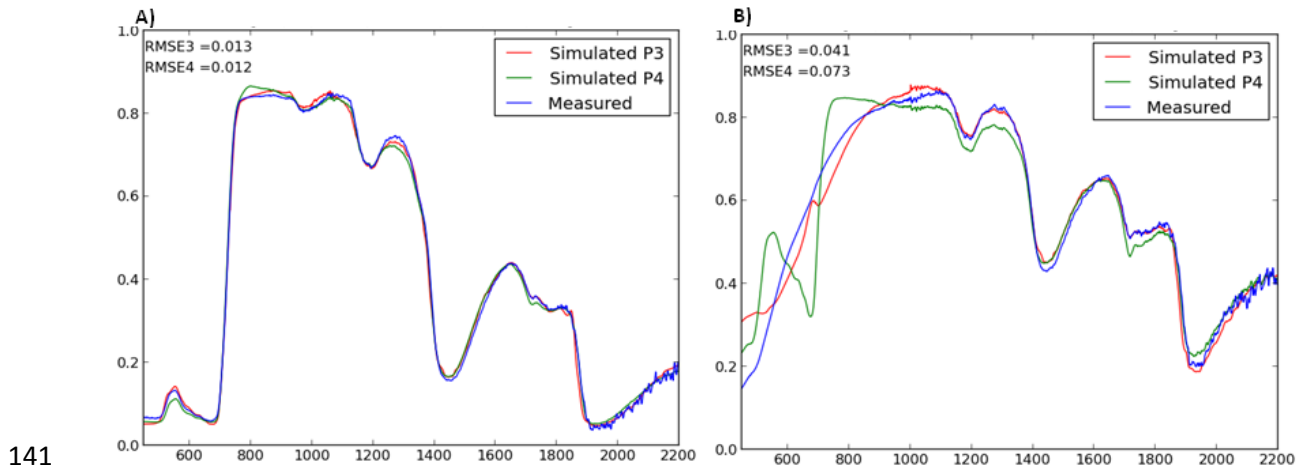 A)
1.0
RMSE3 =0.013
RMSE4 =0.012
Simulated P3
Simulated P4
Measured
0.8
0.6
0.4
0.2
0.0
600 800 1000 1200 1400 1600 1800 2000 2200
B)
1.0
RMSE3 =0.041
RMSE4 =0.073
Simulated P3
Simulated P4
Measured
0.8
0.6
0.4
0.2
0.0
600 800 1000 1200 1400 1600 1800 2000 2200
141